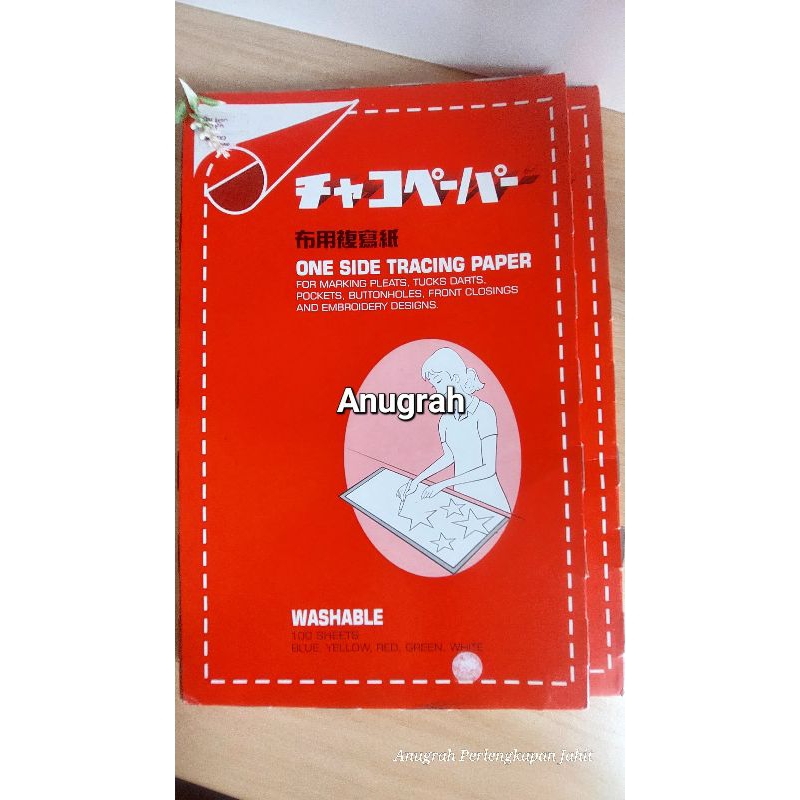 チャコペーパー
布用複寫紙
ONE SIDE TRACING PAPER
FOR MARKING PLEATS, TUCKS DARTS,
POCKETS, BUTTONHOLES, FRONT CLOSINGS
AND EMBROIDERY DESIGNS.
Anugrah
WASHABLE
100 SHEETS
BLUE, YELLOW, RED, GREEN, WHITE
Anugrah Perlengkapan Jahit